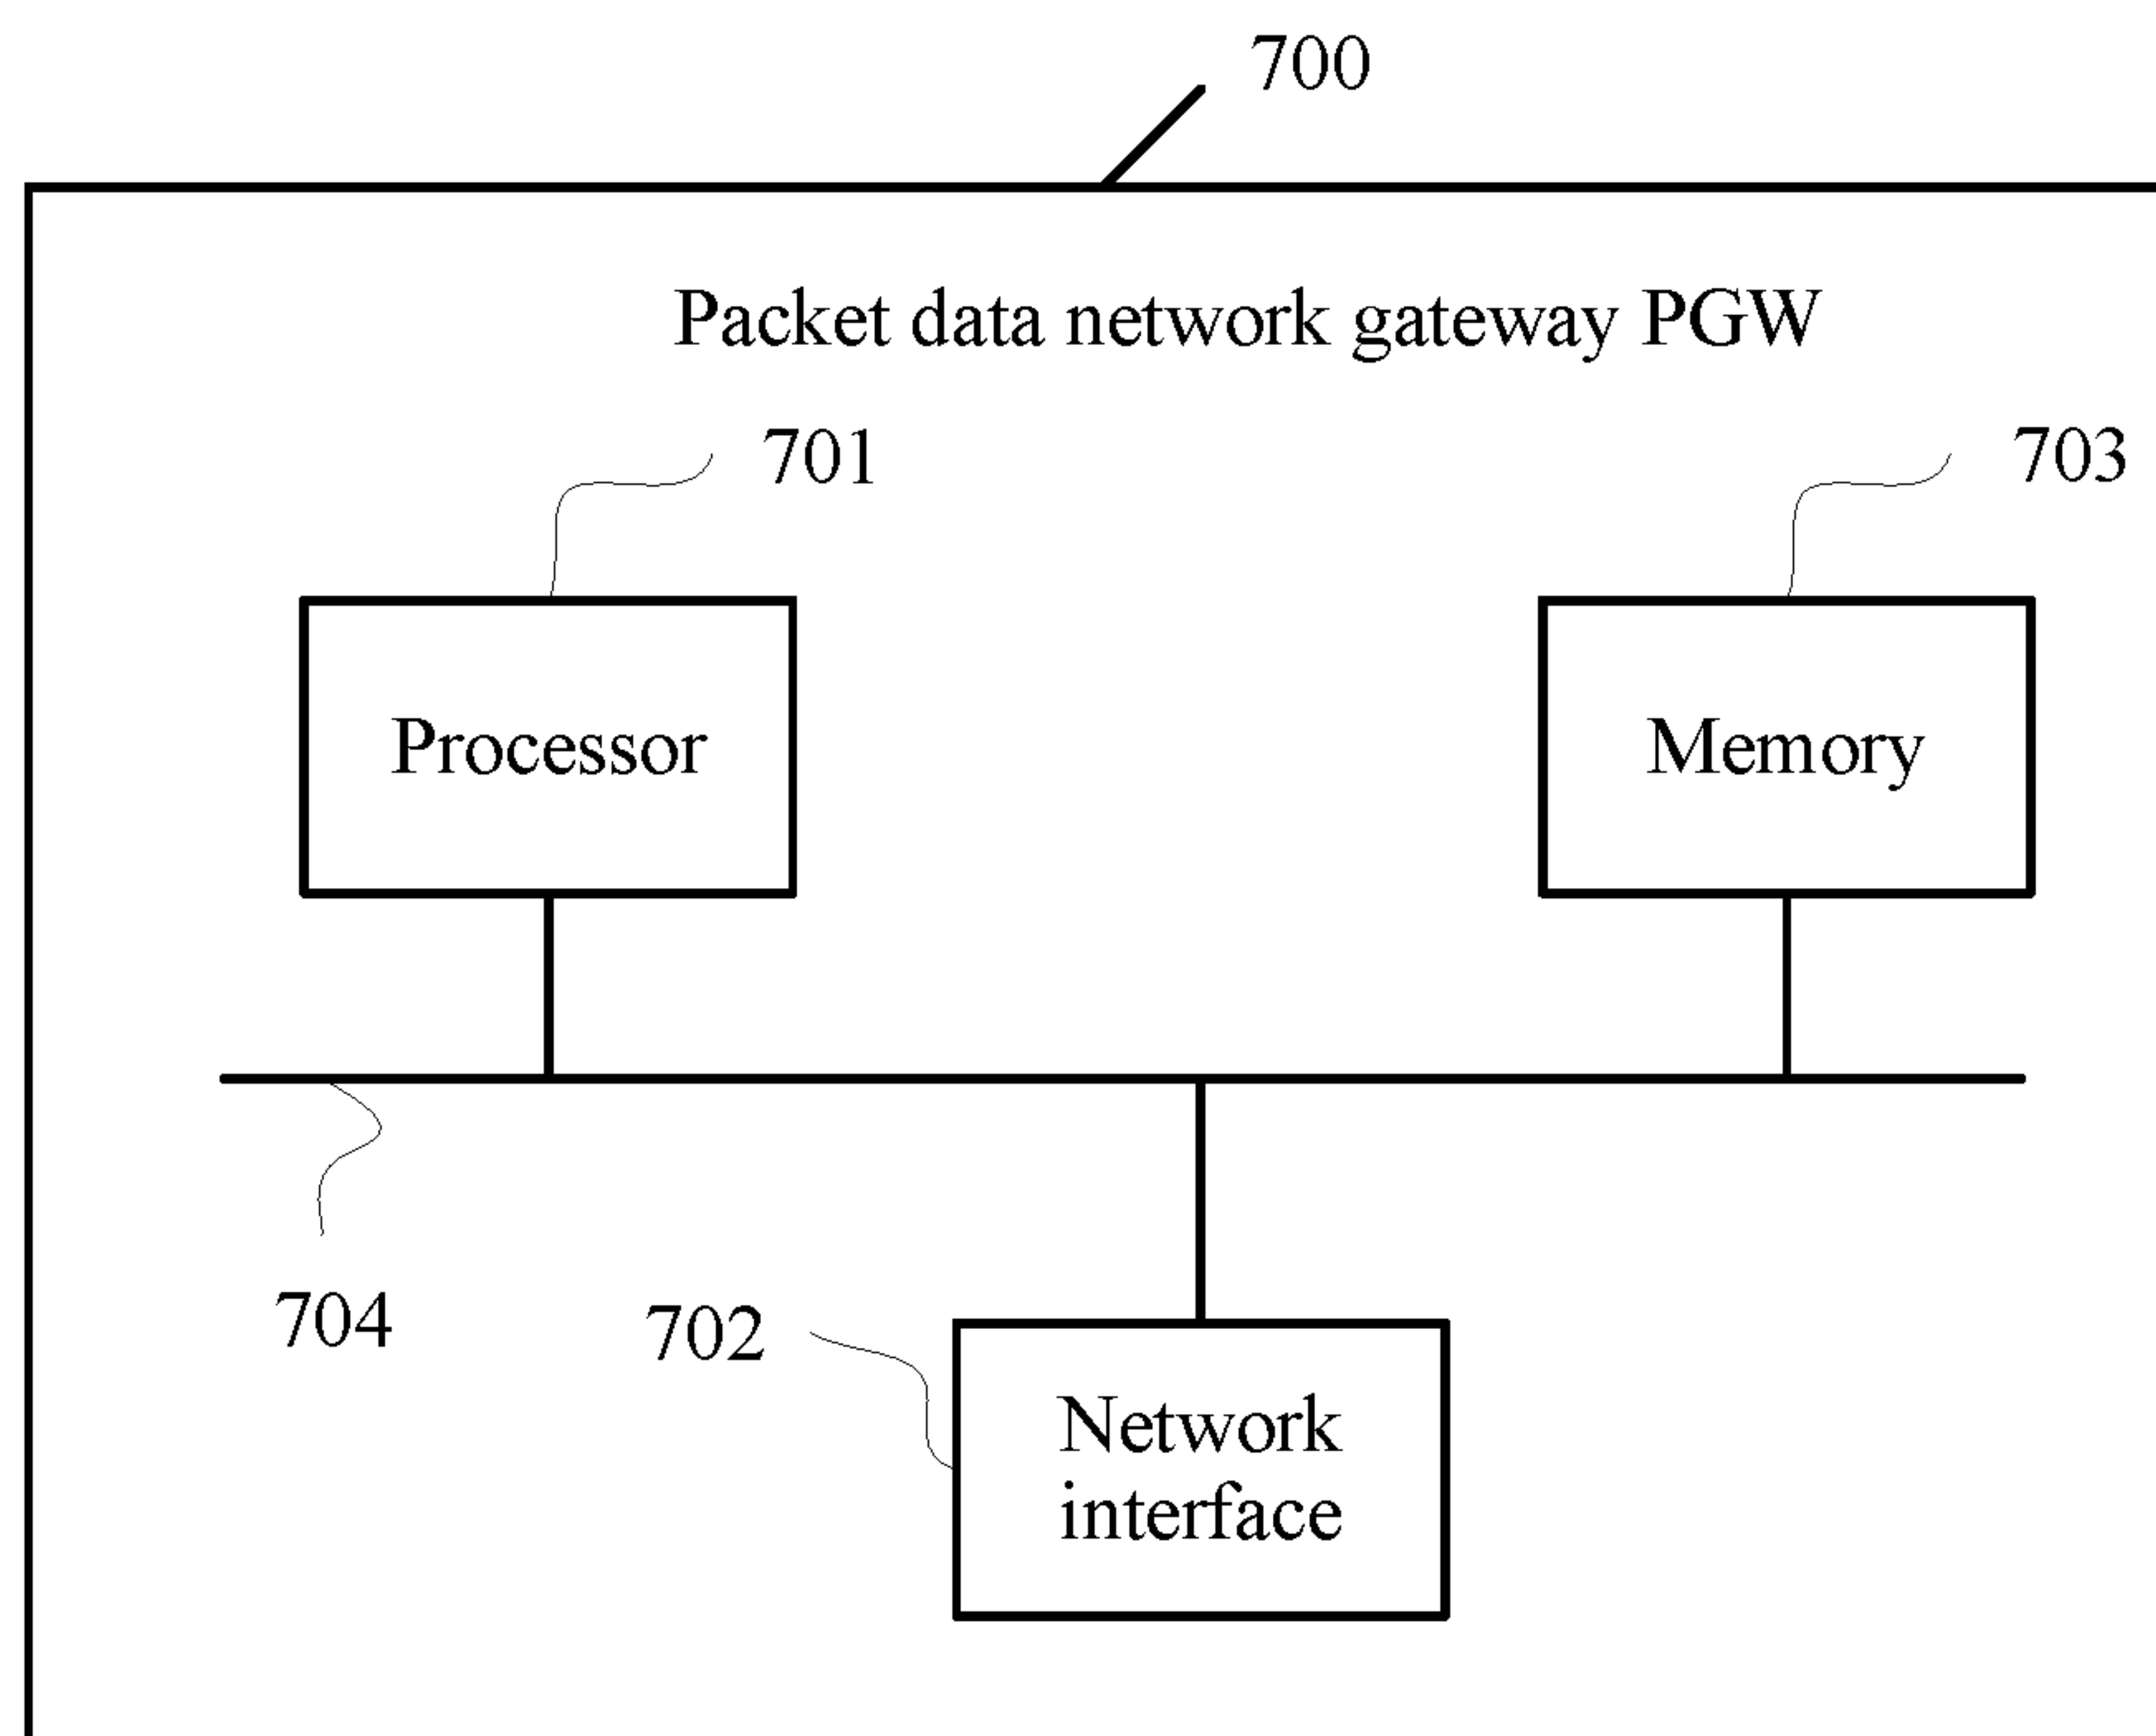 700
Packet data network gateway PGW
701
703
Processor
Memory
704
702
Network
interface